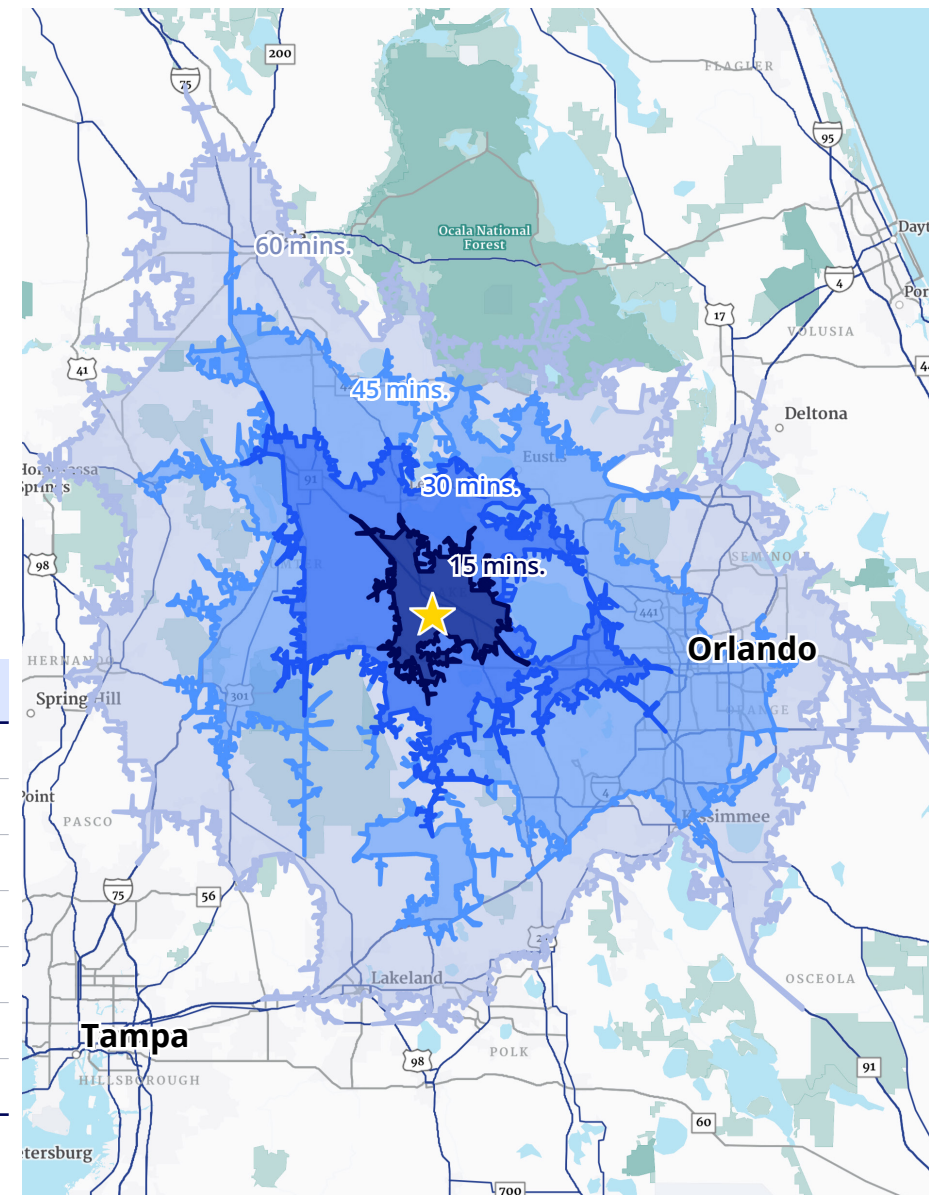 200
75
FLAGLER
95
Ocala National
Forest
60 mins.
Dayt
4
Por
17
VOLUSIA
41
45 mins.
Deltona
Eustis
Springs
91
30 mins.
98
SEMINO
15 mins.
441
Orlando
HERNANDO
Spring Hill
301
ORANGE
4
Point
PASCO
Kissimmee
75
56
Lakeland
OSCEOLA
Tampa
98
POLK
91
HILLSBOROUGH
60
etersburg
700